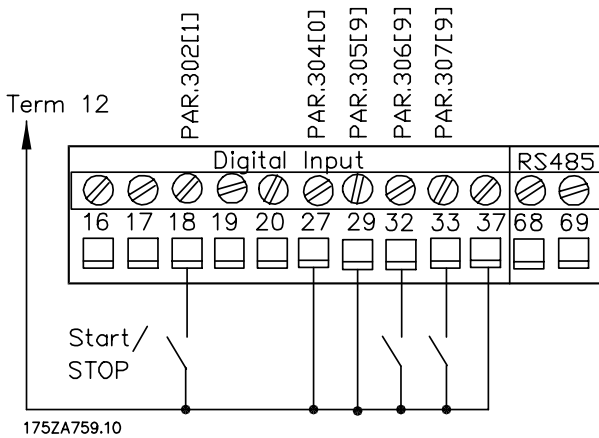 PAR.302[1] PAR.304[0] PAR.305[9] PAR.306[9] PAR.307[9]
Term 12
Digital Input RS485
16 17 18 19 20 27 29 32 33 37 68 69
Start/
STOP
175ZA759.10